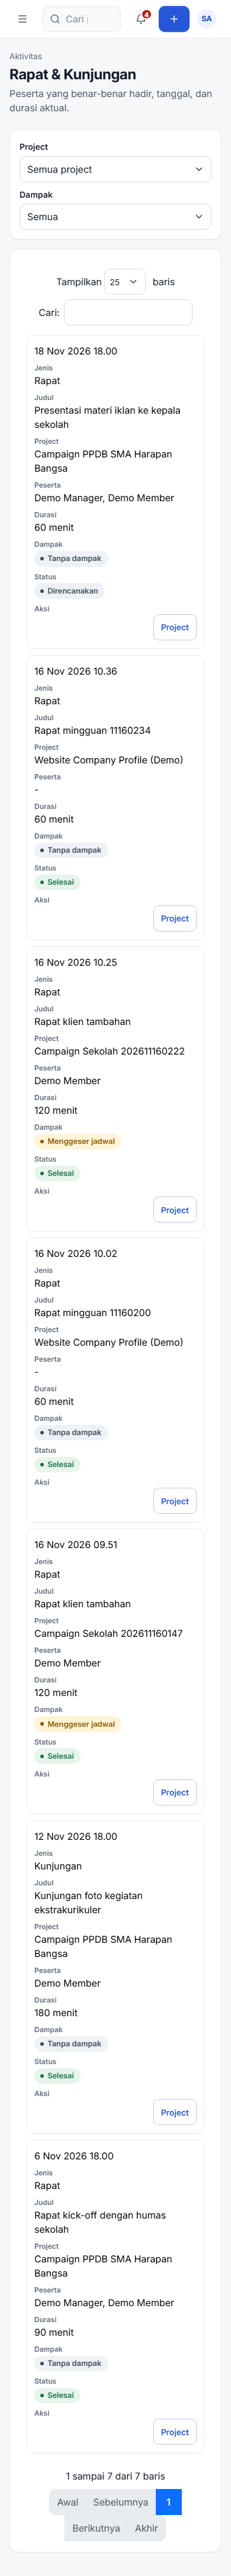 Cari
4
+
SA
Aktivitas
Rapat & Kunjungan
Peserta yang benar-benar hadir, tanggal, dan
durasi aktual.
Project
Semua project
Dampak
Semua
Tampilkan 25 baris
Cari:
18 Nov 2026 18.00
Jenis
Rapat
Judul
Presentasi materi iklan ke kepala
sekolah
Project
Campaign PPDB SMA Harapan
Bangsa
Peserta
Demo Manager, Demo Member
Durasi
60 menit
Dampak
Tanpa dampak
Status
Direncanakan
Aksi
Project
16 Nov 2026 10.36
Jenis
Rapat
Judul
Rapat mingguan 11160234
Project
Website Company Profile (Demo)
Peserta
-
Durasi
60 menit
Dampak
Tanpa dampak
Status
Selesai
Aksi
Project
16 Nov 2026 10.25
Jenis
Rapat
Judul
Rapat klien tambahan
Project
Campaign Sekolah 202611160222
Peserta
Demo Member
Durasi
120 menit
Dampak
Menggeser jadwal
Status
Selesai
Aksi
Project
16 Nov 2026 10.02
Jenis
Rapat
Judul
Rapat mingguan 11160200
Project
Website Company Profile (Demo)
Peserta
-
Durasi
60 menit
Dampak
Tanpa dampak
Status
Selesai
Aksi
Project
16 Nov 2026 09.51
Jenis
Rapat
Judul
Rapat klien tambahan
Project
Campaign Sekolah 202611160147
Peserta
Demo Member
Durasi
120 menit
Dampak
Menggeser jadwal
Status
Selesai
Aksi
Project
12 Nov 2026 18.00
Jenis
Kunjungan
Judul
Kunjungan foto kegiatan
ekstrakurikuler
Project
Campaign PPDB SMA Harapan
Bangsa
Peserta
Demo Member
Durasi
180 menit
Dampak
Tanpa dampak
Status
Selesai
Aksi
Project
6 Nov 2026 18.00
Jenis
Rapat
Judul
Rapat kick-off dengan humas
sekolah
Project
Campaign PPDB SMA Harapan
Bangsa
Peserta
Demo Manager, Demo Member
Durasi
90 menit
Dampak
Tanpa dampak
Status
Selesai
Aksi
Project
1 sampai 7 dari 7 baris
Awal Sebelumnya 1
Berikutnya Akhir